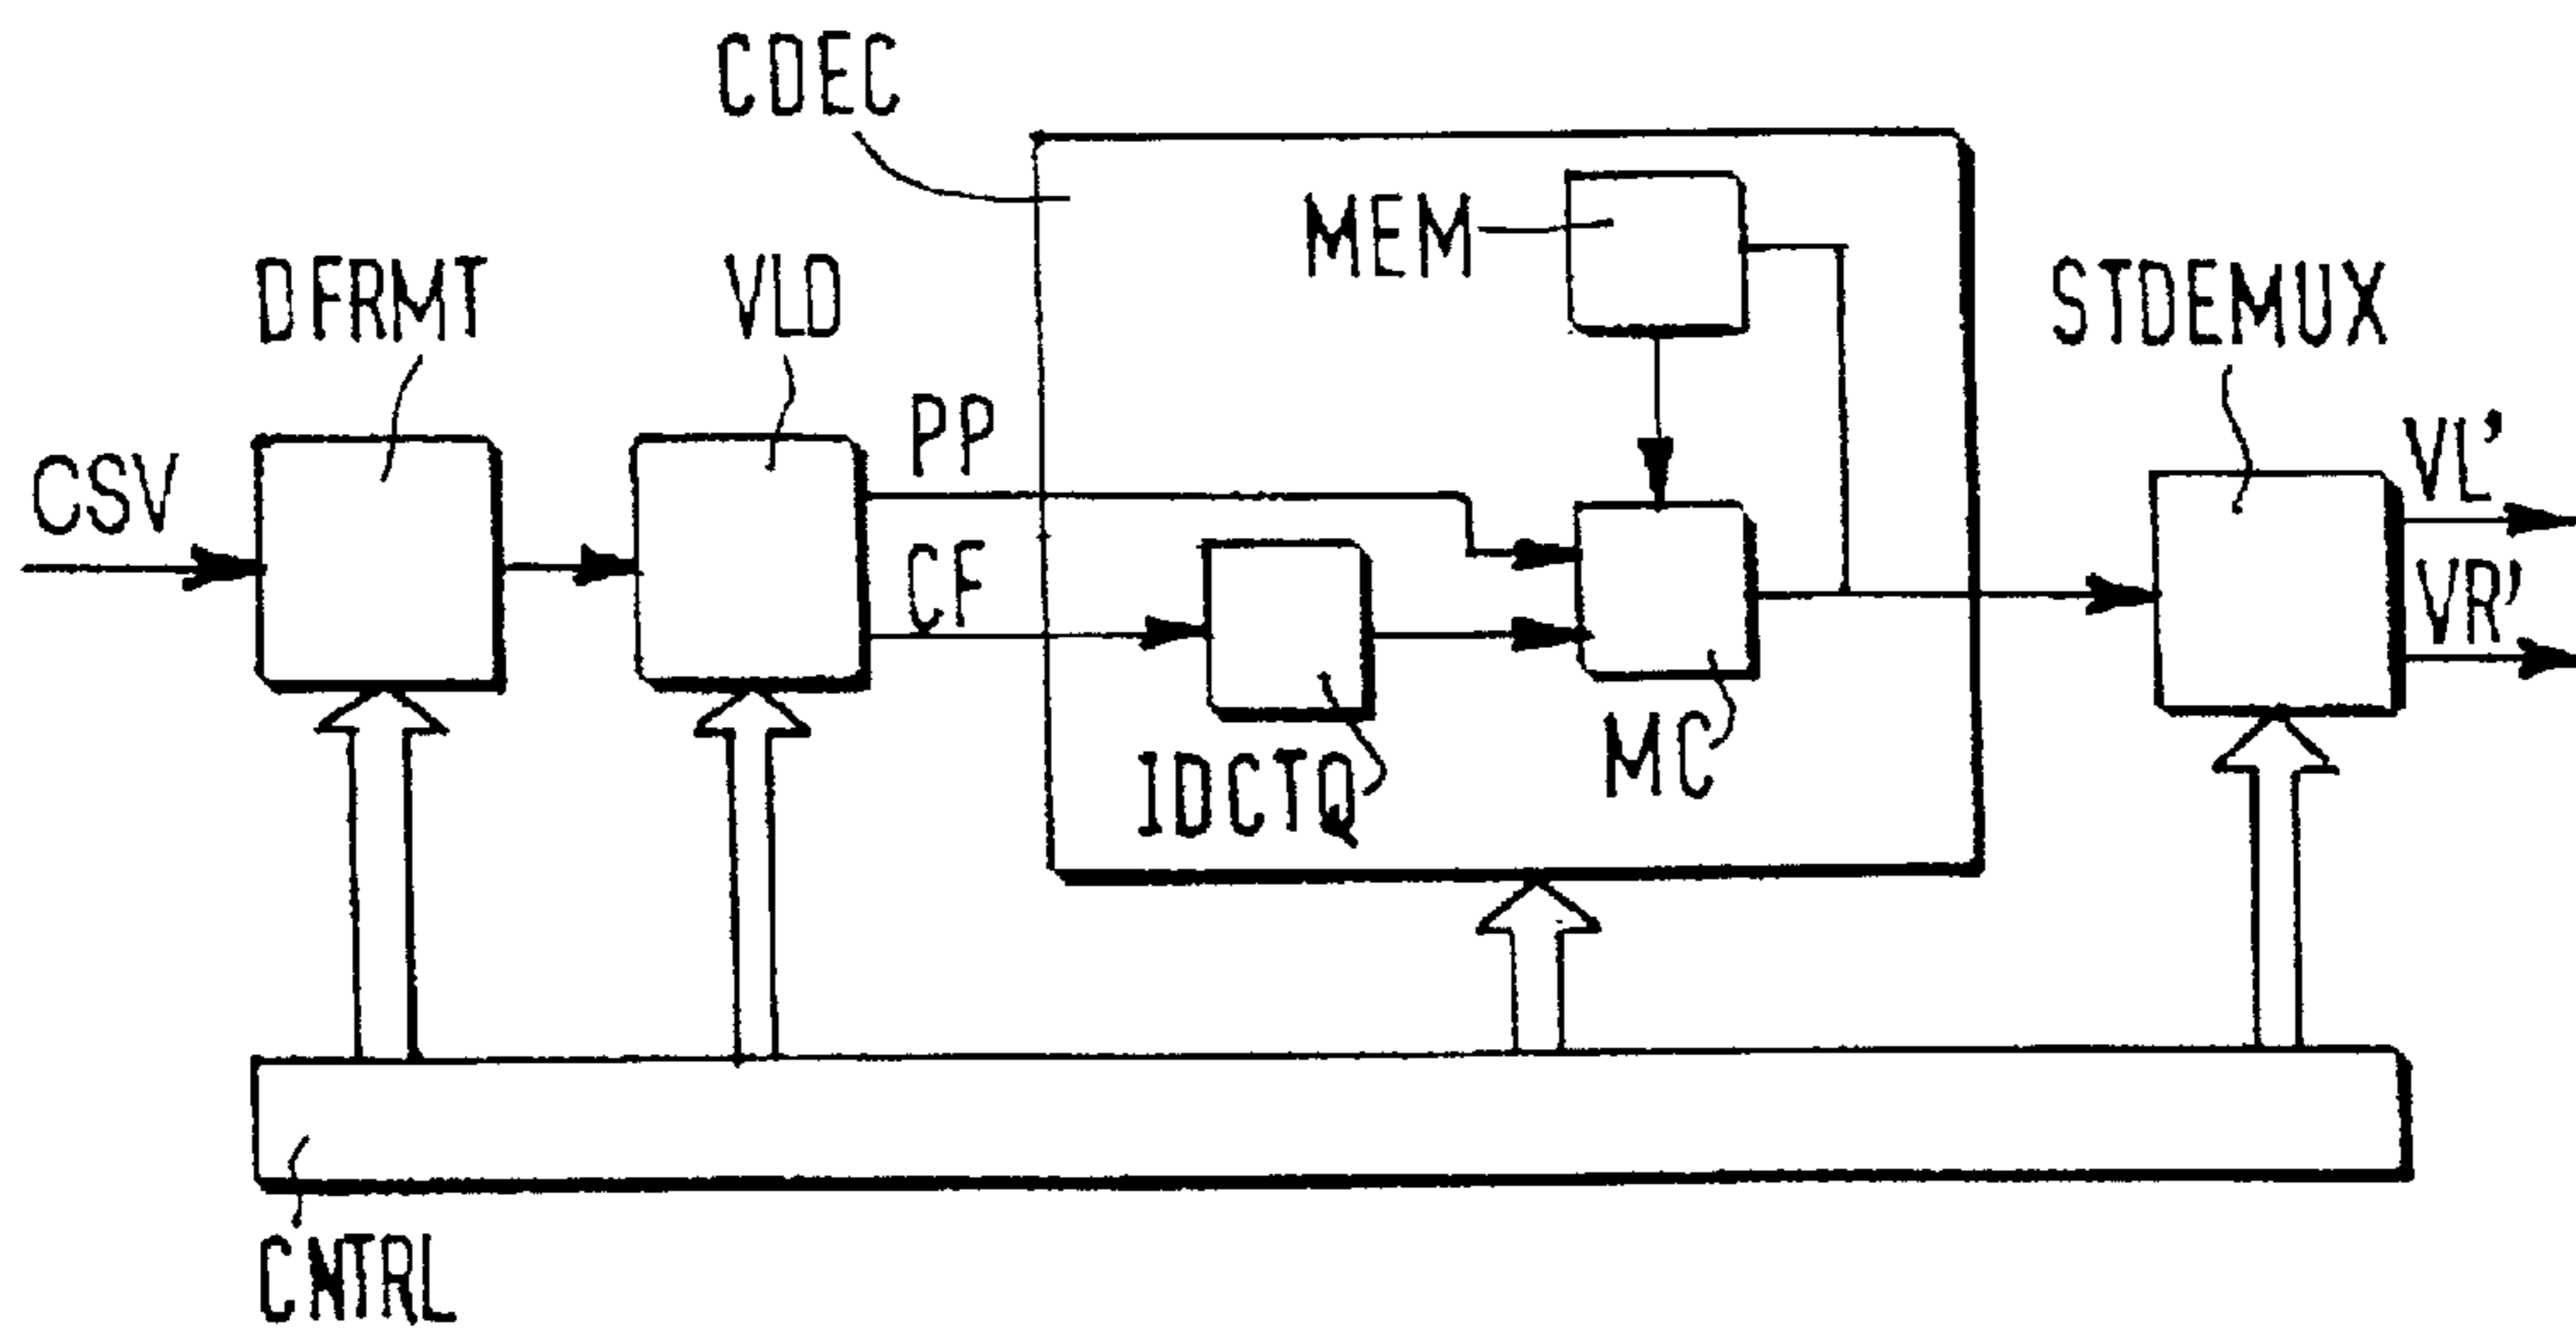 CDEC
MEM
DFRMT
VLD
STDEMUX
PP
VL'
CSV
CF
VR'
IDCTQ
MC
CNTRL